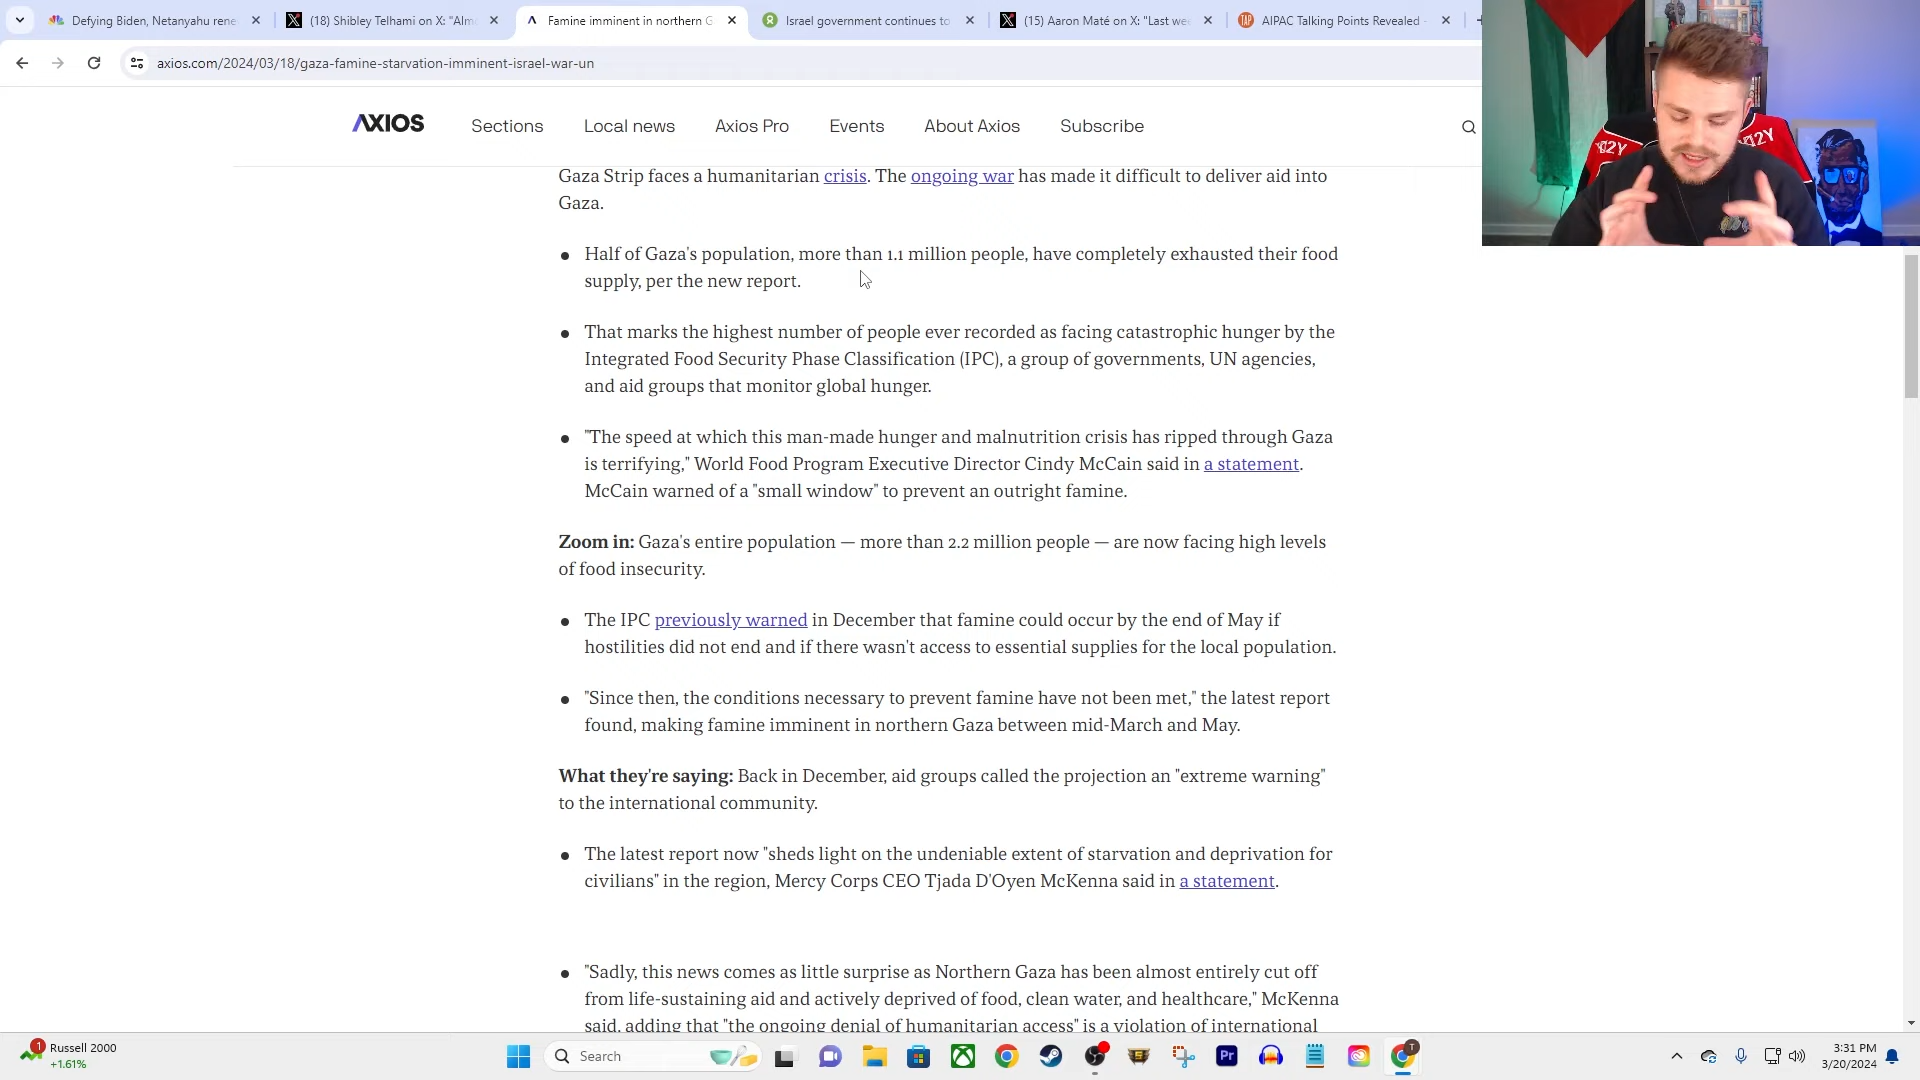 Defying Biden, Netanyahu rene
(18) Shibley Telhami on X: "Alm
Famine imminent in northern G
Israel government continues to
(15) Aaron Maté on X: "Last we
TAP AIPAC Talking Points Revealed -
axios.com/2024/03/18/gaza-famine-starvation-imminent-israel-war-un
AXIOS Sections Local news Axios Pro Events About Axios Subscribe
Gaza Strip faces a humanitarian crisis. The ongoing war has made it difficult to deliver aid into
Gaza.
Half of Gaza's population, more than 1.1 million people, have completely exhausted their food
supply, per the new report.
That marks the highest number of people ever recorded as facing catastrophic hunger by the
Integrated Food Security Phase Classification (IPC), a group of governments, UN agencies,
and aid groups that monitor global hunger.
"The speed at which this man-made hunger and malnutrition crisis has ripped through Gaza
is terrifying," World Food Program Executive Director Cindy McCain said in a statement.
McCain warned of a "small window" to prevent an outright famine.
Zoom in: Gaza's entire population — more than 2.2 million people — are now facing high levels
of food insecurity.
The IPC previously warned in December that famine could occur by the end of May if
hostilities did not end and if there wasn't access to essential supplies for the local population.
"Since then, the conditions necessary to prevent famine have not been met," the latest report
found, making famine imminent in northern Gaza between mid-March and May.
What they're saying: Back in December, aid groups called the projection an "extreme warning"
to the international community.
The latest report now "sheds light on the undeniable extent of starvation and deprivation for
civilians" in the region, Mercy Corps CEO Tjada D'Oyen McKenna said in a statement.
"Sadly, this news comes as little surprise as Northern Gaza has been almost entirely cut off
from life-sustaining aid and actively deprived of food, clean water, and healthcare," McKenna
said, adding that "the ongoing denial of humanitarian access" is a violation of international
1
Russell 2000
+1.61%
Search
Pr
T
3:31 PM
3/20/2024